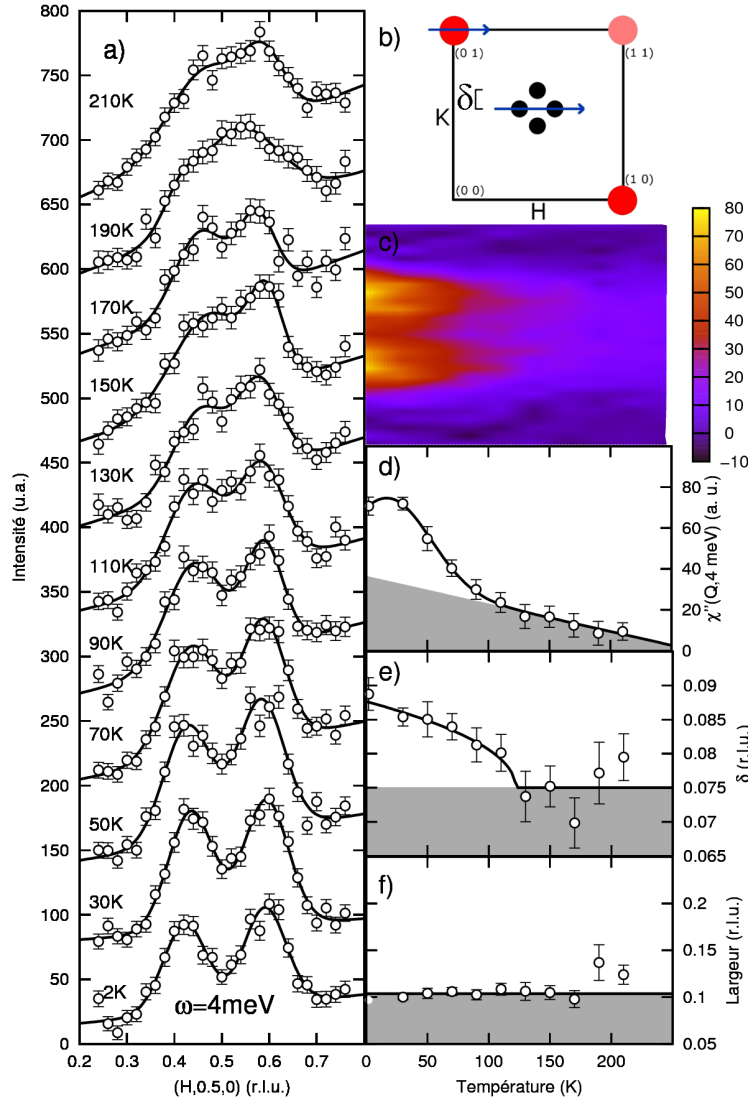 a)
800
750
700
650
600
550
500
450
400
350
300
250
200
150
100
50
0
Intensité (u.a.)
210K
190K
170K
150K
130K
110K
90K
70K
50K
30K
2K
ω=4meV
0.2 0.3 0.4 0.5 0.6 0.7
(H,0.5,0) (r.l.u.)
b)
(0 1)
(1 1)
δ
K
(0 0)
(1 0)
H
c)
80
70
60
50
40
30
20
10
0
−10
d)
80
60
40
20
0
χ''(Q,4 meV) (a. u.)
e)
0.09
0.085
0.08
0.075
0.07
0.065
δ (r.l.u.)
f)
0.2
0.15
0.1
0.05
Largeur (r.l.u.)
0 50 100 150 200
Température (K)